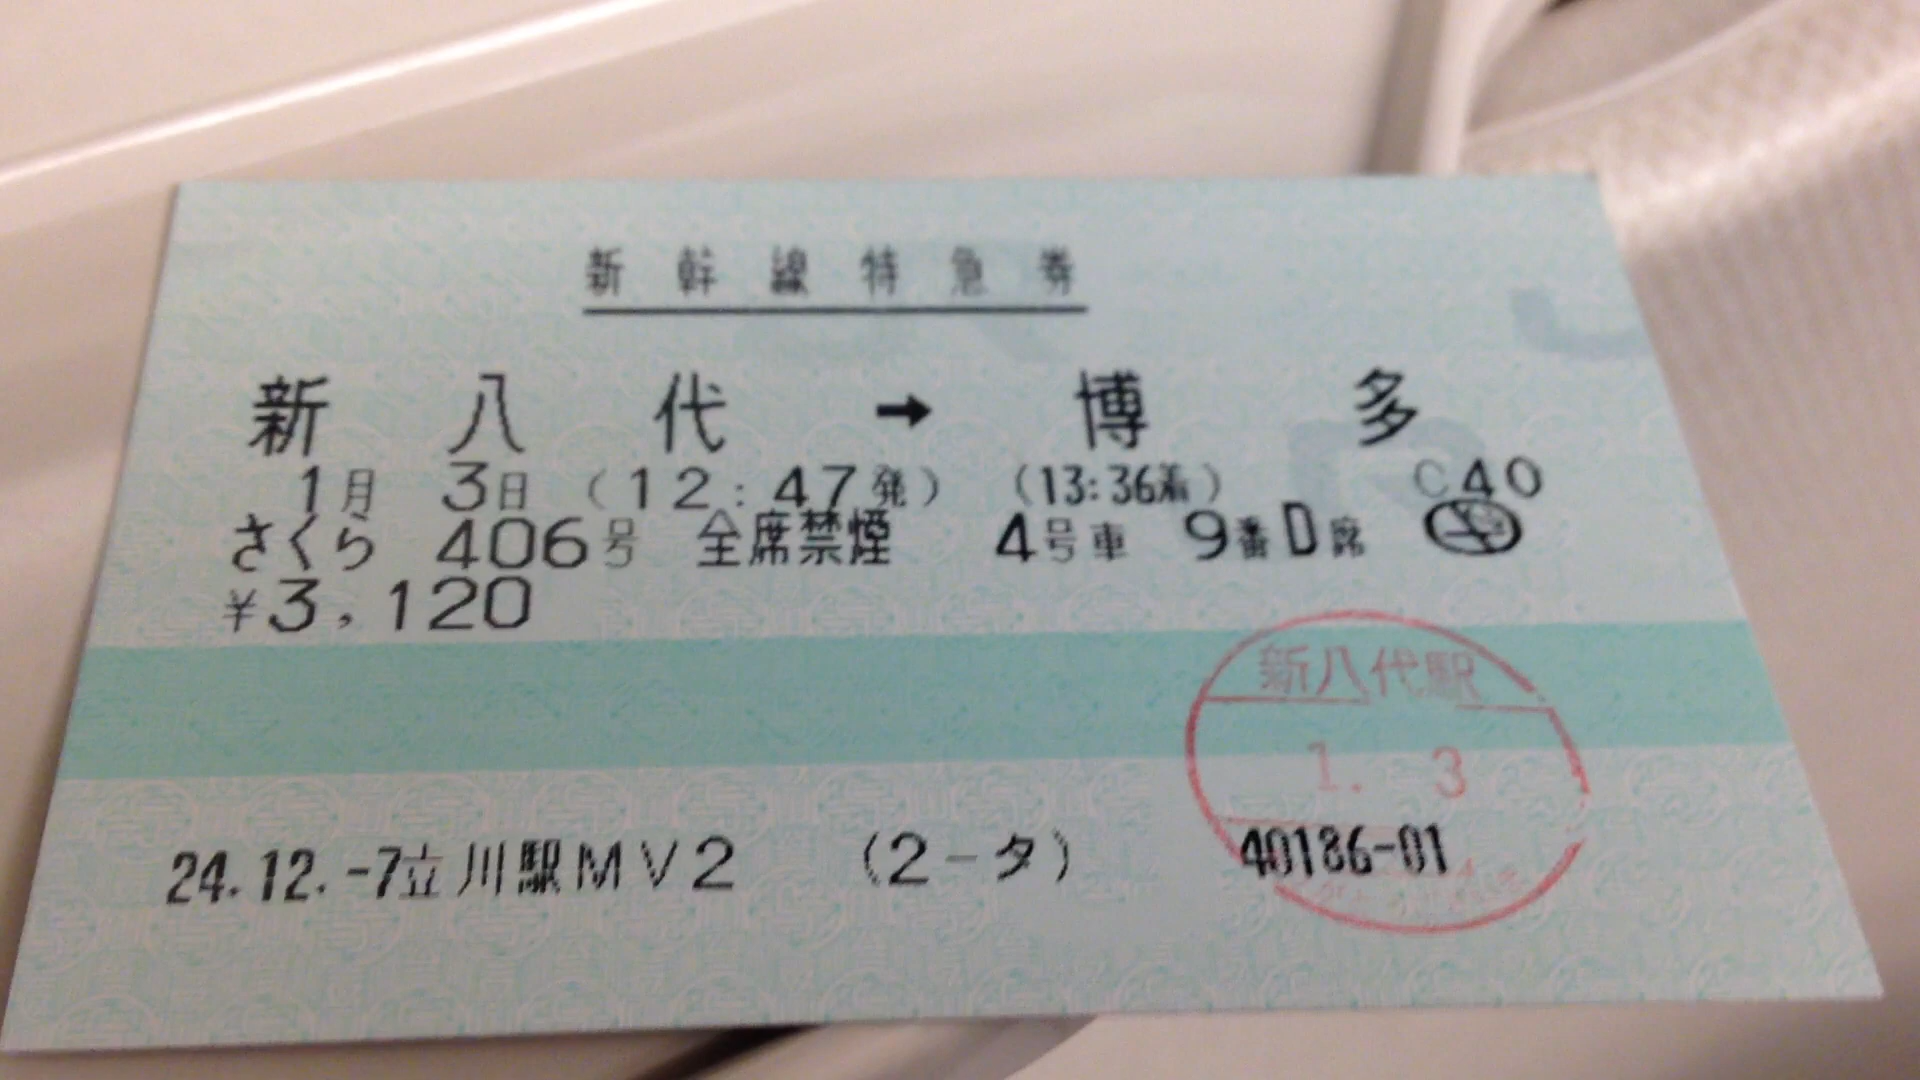 新幹線特急券
新八代 → 博多
1月 3日 (12:47発) (13:36着) C40
さくら 406号 全席禁煙 4号車 9番D席
¥3,120
新八代駅
1. 3
24.12.-7立川駅MV2 (2-タ) 40186-01